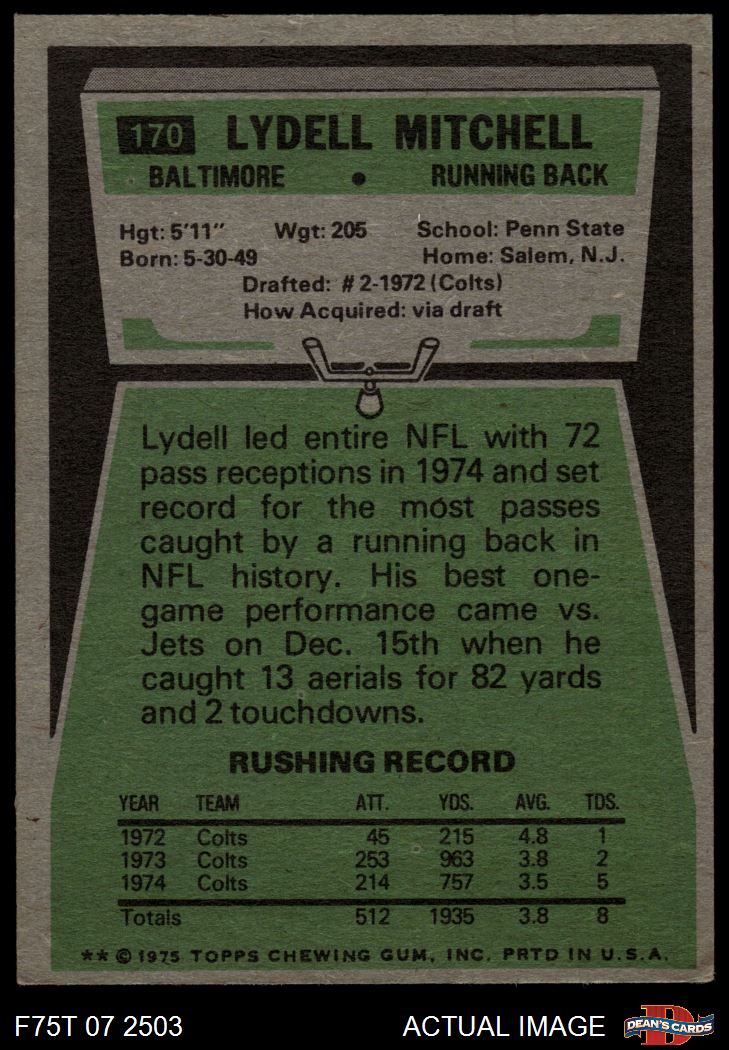 170 LYDELL MITCHELL
BALTIMORE • RUNNING BACK
Hgt: 5'11" Wgt: 205 School: Penn State
Born: 5-30-49 Home: Salem, N.J.
Drafted: #2-1972 (Colts)
How Acquired: via draft
Lydell led entire NFL with 72
pass receptions in 1974 and set
record for the most passes
caught by a running back in
NFL history. His best one-
game performance came vs.
Jets on Dec. 15th when he
caught 13 aerials for 82 yards
and 2 touchdowns.
RUSHING RECORD
YEAR TEAM ATT. YDS. AVG. TDS.
1972 Colts 45 215 4.8 1
1973 Colts 253 963 3.8 2
1974 Colts 214 757 3.5 5
Totals 512 1935 3.8 8
** © 1975 TOPPS CHEWING GUM, INC. PRTD IN U.S.A.
F75T 07 2503 ACTUAL IMAGE D DEAN'S CARDS